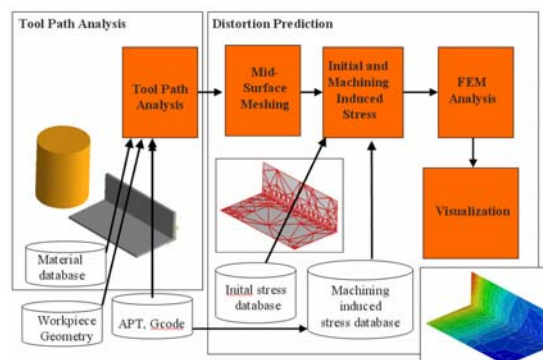 Tool Path Analysis
Distortion Prediction
Tool Path
Analysis
Mid-
Surface
Meshing
Initial and
Machining
Induced
Stress
FEM
Analysis
Visualization
Material
database
Workpiece
Geometry
APT, Gcode
Inital stress
database
Machining
induced
stress database